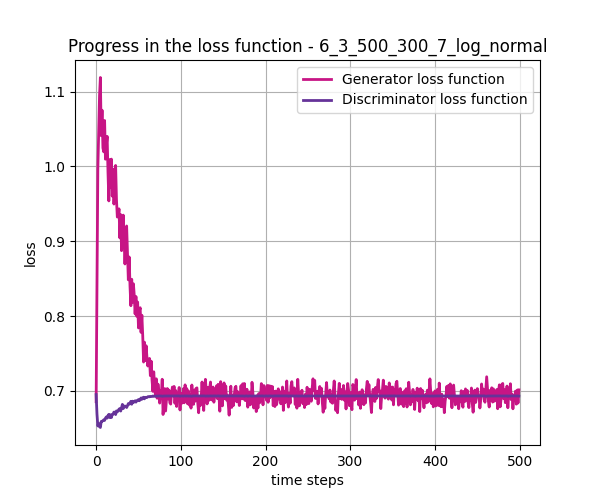 Progress in the loss function - 6_3_500_300_7_log_normal
Generator loss function
Discriminator loss function
1.1
1.0
0.9
0.8
0.7
loss
0 100 200 300 400 500
time steps